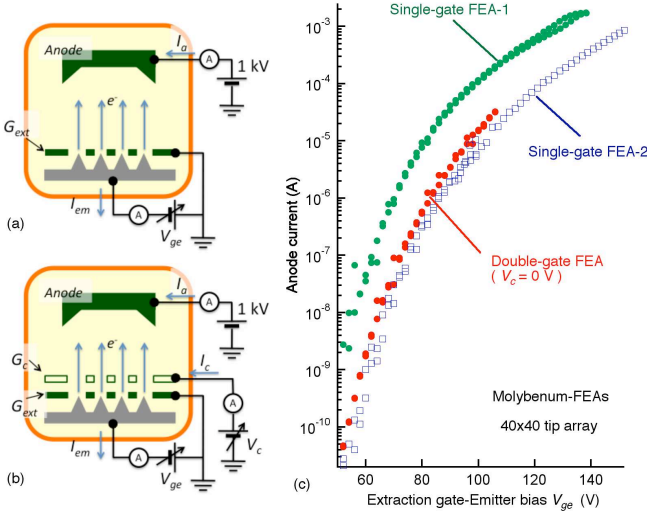 Anode
I_a
A
1 kV
e^-
G_ext
I_em
A
V_ge
(a)
Anode
I_a
A
1 kV
G_c
e^-
I_c
G_ext
A
I_em
A
V_ge
V_c
(b)
Single-gate FEA-1
Single-gate FEA-2
Double-gate FEA
( V_c = 0 V )
Molybenum-FEAs
40x40 tip array
Anode current (A)
10^-3
10^-4
10^-5
10^-6
10^-7
10^-8
10^-9
10^-10
60 80 100 120 140
Extraction gate-Emitter bias V_ge (V)
(c)